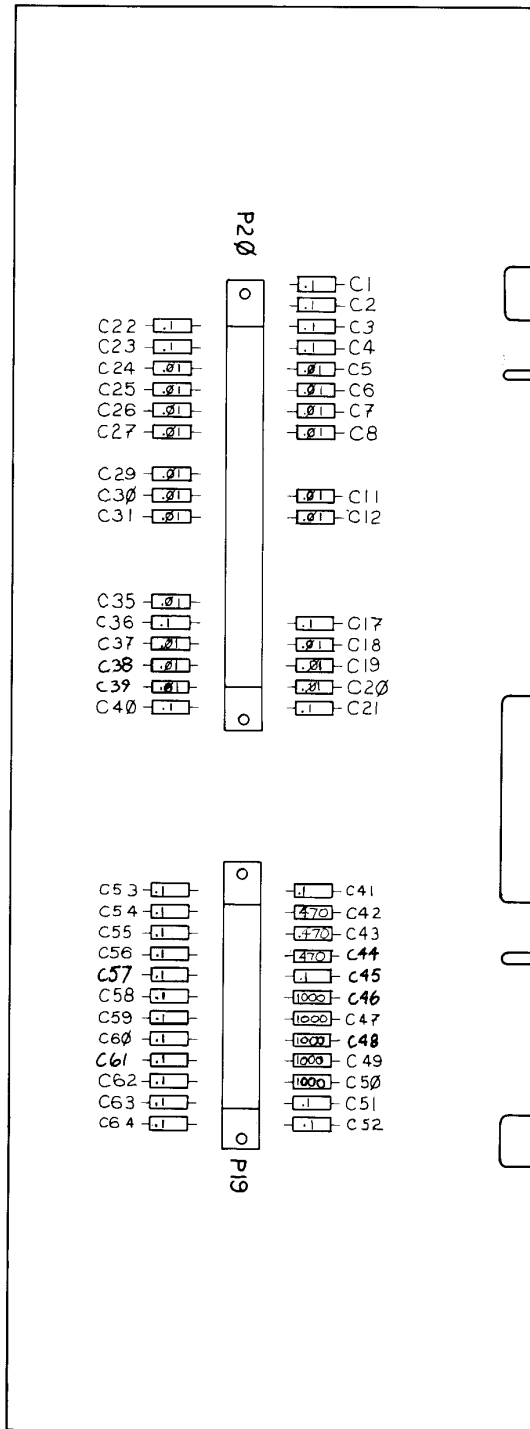 P2Ø
.1 C1
.1 C2
C22 .1 .1 C3
C23 .1 .1 C4
C24 .Ø1 .Ø1 C5
C25 .Ø1 .Ø1 C6
C26 .Ø1 .Ø1 C7
C27 .Ø1 .Ø1 C8
C29 .Ø1
C3Ø .Ø1 .Ø1 C11
C31 .Ø1 .Ø1 C12
C35 .Ø1
C36 .1 .1 C17
C37 .Ø1 .Ø1 C18
C38 .Ø1 .Ø1 C19
C39 .Ø1 .Ø1 C2Ø
C4Ø .1 .1 C21
C53 .1 .1 C41
C54 .1 470 C42
C55 .1 .470 C43
C56 .1 470 C44
C57 .1 .1 C45
C58 .1 1000 C46
C59 .1 1000 C47
C6Ø .1 1000 C48
C61 .1 1000 C49
C62 .1 1000 C5Ø
C63 .1 .1 C51
C64 .1 .1 C52
P19